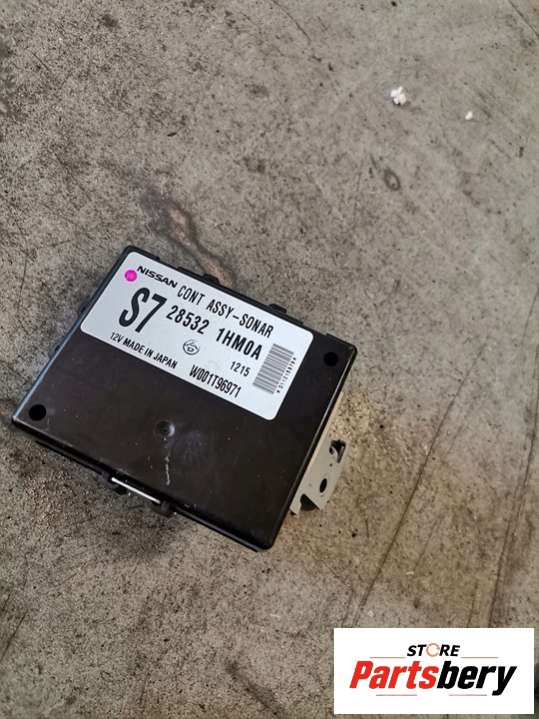 NISSAN
CONT ASSY-SONAR
S7
28532 1HM0A
12V MADE IN JAPAN
1215
W001T96971
STORE
Partsbery